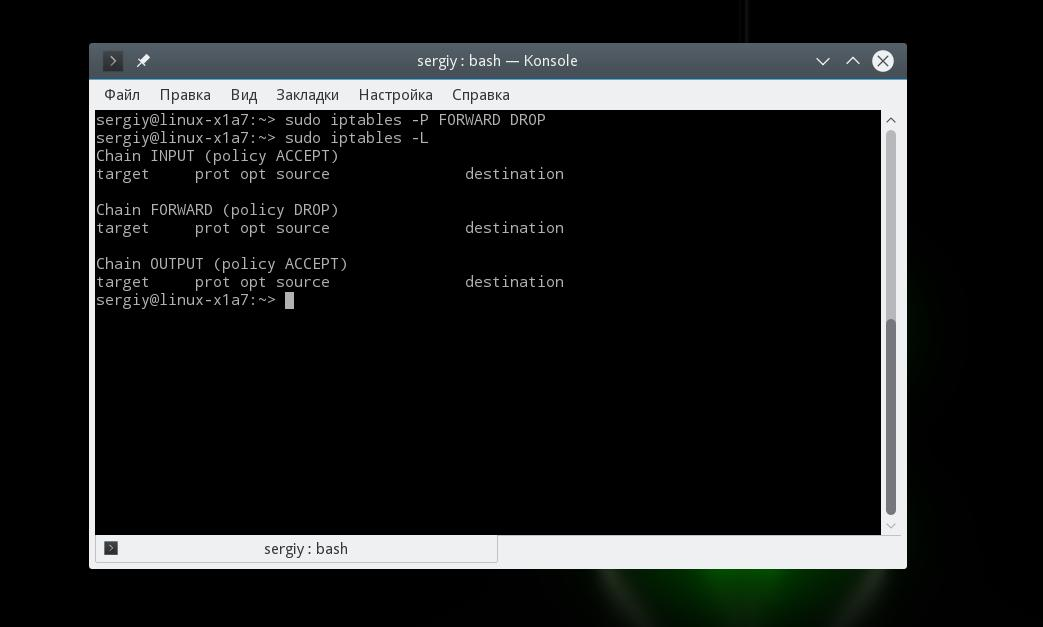 sergiy : bash — Konsole
Файл Правка Вид Закладки Настройка Справка
sergiy@linux-x1a7:~> sudo iptables -P FORWARD DROP
sergiy@linux-x1a7:~> sudo iptables -L
Chain INPUT (policy ACCEPT)
target     prot opt source               destination
Chain FORWARD (policy DROP)
target     prot opt source               destination
Chain OUTPUT (policy ACCEPT)
target     prot opt source               destination
sergiy@linux-x1a7:~>
sergiy : bash